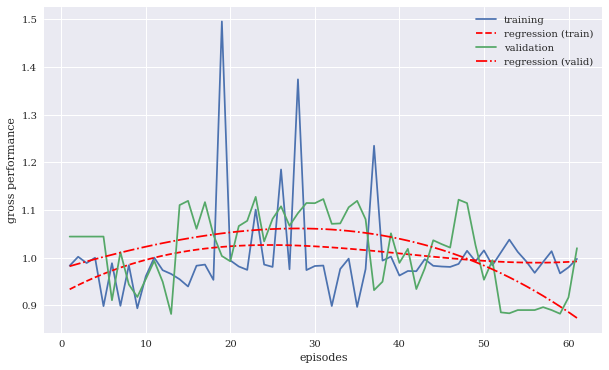 1.5
1.4
1.3
1.2
1.1
1.0
0.9
gross performance
training
regression (train)
validation
regression (valid)
0 10 20 30 40 50 60
episodes